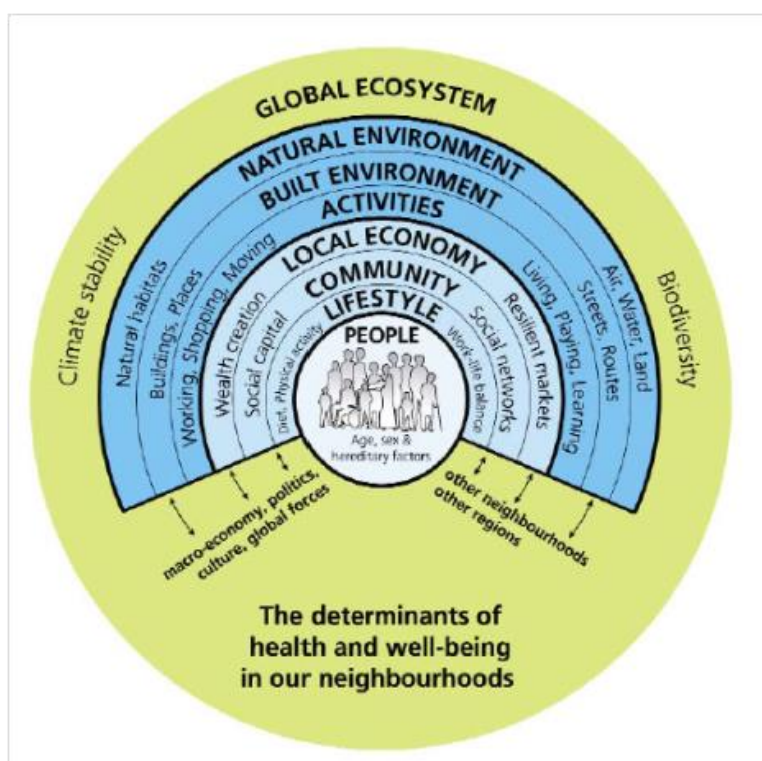 GLOBAL ECOSYSTEM
NATURAL ENVIRONMENT
BUILT ENVIRONMENT
ACTIVITIES
LOCAL ECONOMY
COMMUNITY
LIFESTYLE
PEOPLE
Age, sex &
hereditary factors
Climate stability
Natural habitats
Buildings, Places
Working, Shopping, Moving
Wealth creation
Social capital
Diet, Physical activity
Work-life balance
Social networks
Resilient markets
Living, Playing, Learning
Streets, Routes
Air, Water, Land
Biodiversity
macro-economy, politics,
culture, global forces
other neighbourhoods
other regions
The determinants of
health and well-being
in our neighbourhoods